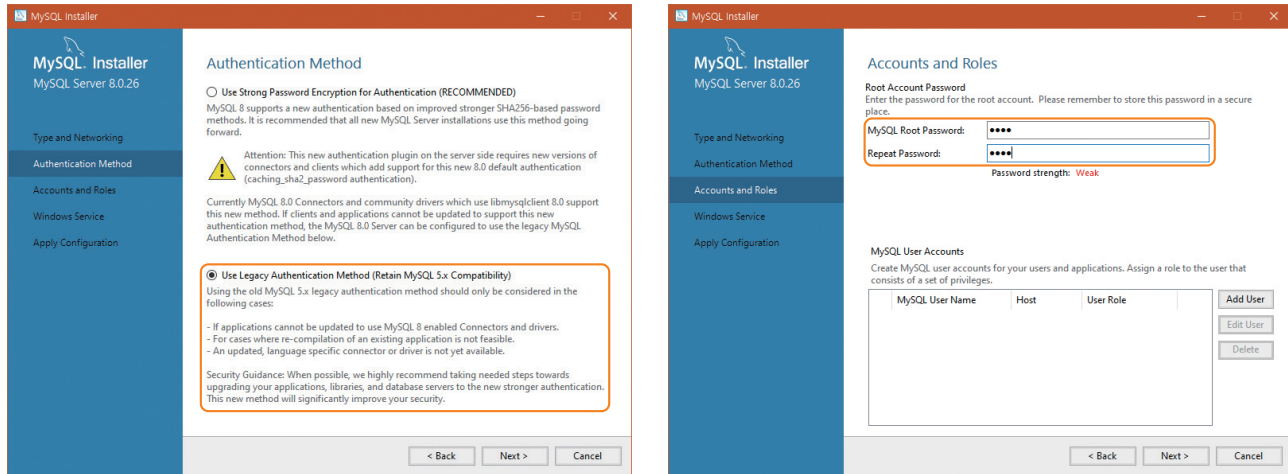 MySQL Installer
MySQL. Installer
MySQL Server 8.0.26
Type and Networking
Authentication Method
Accounts and Roles
Windows Service
Apply Configuration
Authentication Method
Use Strong Password Encryption for Authentication (RECOMMENDED)
MySQL 8 supports a new authentication based on improved stronger SHA256-based password
methods. It is recommended that all new MySQL Server installations use this method going
forward.
Attention: This new authentication plugin on the server side requires new versions of
connectors and clients which add support for this new 8.0 default authentication
(caching_sha2_password authentication).
Currently MySQL 8.0 Connectors and community drivers which use libmysqlclient 8.0 support
this new method. If clients and applications cannot be updated to support this new
authentication method, the MySQL 8.0 Server can be configured to use the legacy MySQL
Authentication Method below.
Use Legacy Authentication Method (Retain MySQL 5.x Compatibility)
Using the old MySQL 5.x legacy authentication method should only be considered in the
following cases:
- If applications cannot be updated to use MySQL 8 enabled Connectors and drivers.
- For cases where re-compilation of an existing application is not feasible.
- An updated, language specific connector or driver is not yet available.
Security Guidance: When possible, we highly recommend taking needed steps towards
upgrading your applications, libraries, and database servers to the new stronger authentication.
This new method will significantly improve your security.
< Back Next > Cancel
MySQL Installer
MySQL. Installer
MySQL Server 8.0.26
Type and Networking
Authentication Method
Accounts and Roles
Windows Service
Apply Configuration
Accounts and Roles
Root Account Password
Enter the password for the root account. Please remember to store this password in a secure
place.
MySQL Root Password: ●●●●
Repeat Password: ●●●●
Password strength: Weak
MySQL User Accounts
Create MySQL user accounts for your users and applications. Assign a role to the user that
consists of a set of privileges.
MySQL User Name Host User Role
Add User
Edit User
Delete
< Back Next > Cancel